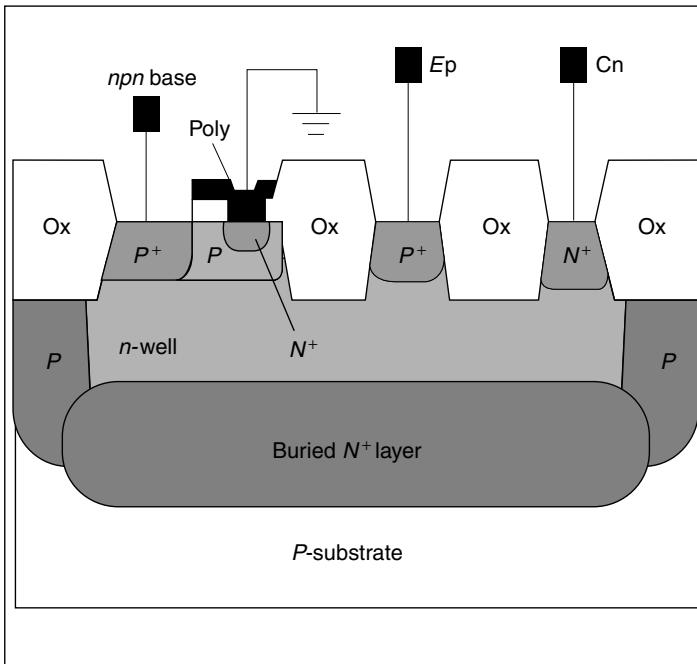 npn base
Ep
Cn
Poly
Ox
Ox
Ox
Ox
P+
P
P+
N+
P
n-well
N+
P
Buried N+ layer
P-substrate